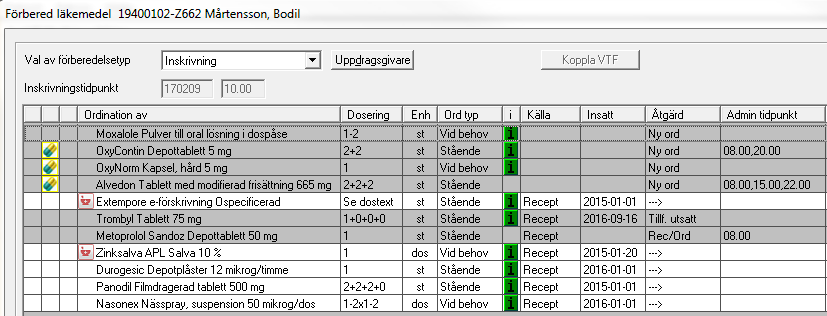 Förbered läkemedel 19400102-Z662 Mårtensson, Bodil
Val av förberedelsetyp Inskrivning Uppdragsgivare Koppla VTF
Inskrivningstidpunkt 170209 10.00
Ordination av Dosering Enh Ord typ i Källa Insatt Åtgärd Admin tidpunkt
Moxalole Pulver till oral lösning i dospåse 1-2 st Vid behov i Ny ord
OxyContin Depottablett 5 mg 2+2 st Stående i Ny ord 08.00,20.00
OxyNorm Kapsel, hård 5 mg 1 st Vid behov i Ny ord
Alvedon Tablett med modifierad frisättning 665 mg 2+2+2 st Stående Ny ord 08.00,15.00,22.00
Extempore e-förskrivning Ospecificerad Se dostext st Stående i Recept 2015-01-01 --->
Trombyl Tablett 75 mg 1+0+0+0 st Stående i Recept 2016-09-16 Tillf. utsatt
Metoprolol Sandoz Depottablett 50 mg 1 st Stående Recept Rec/Ord 08.00
Zinksalva APL Salva 10 % 1 dos Vid behov i Recept 2015-01-20 --->
Durogesic Depotplåster 12 mikrog/timme 1 st Stående i Recept 2016-01-01 --->
Panodil Filmdragerad tablett 500 mg 2+2+2+0 st Stående i Recept 2015-01-01 --->
Nasonex Nässpray, suspension 50 mikrog/dos 1-2x1-2 dos Vid behov i Recept 2016-01-01 --->